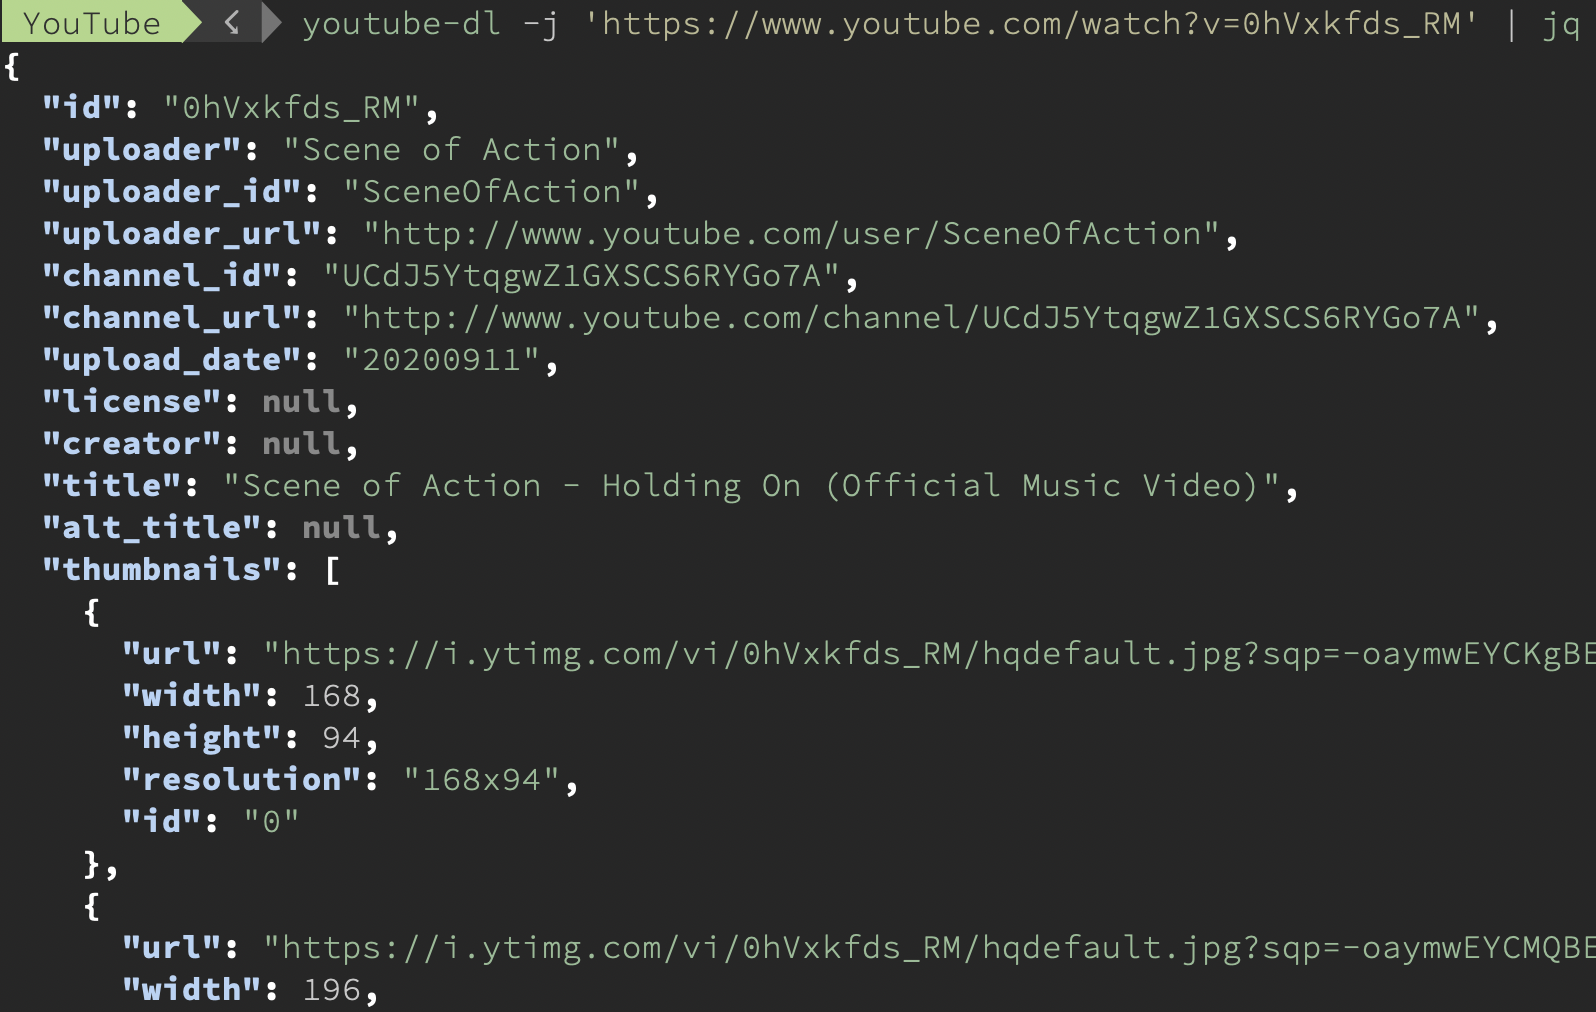 YouTube youtube-dl -j 'https://www.youtube.com/watch?v=0hVxkfds_RM' | jq
{
  "id": "0hVxkfds_RM",
  "uploader": "Scene of Action",
  "uploader_id": "SceneOfAction",
  "uploader_url": "http://www.youtube.com/user/SceneOfAction",
  "channel_id": "UCdJ5YtqgwZ1GXSCS6RYGo7A",
  "channel_url": "http://www.youtube.com/channel/UCdJ5YtqgwZ1GXSCS6RYGo7A",
  "upload_date": "20200911",
  "license": null,
  "creator": null,
  "title": "Scene of Action - Holding On (Official Music Video)",
  "alt_title": null,
  "thumbnails": [
    {
      "url": "https://i.ytimg.com/vi/0hVxkfds_RM/hqdefault.jpg?sqp=-oaymwEYCKgBE
      "width": 168,
      "height": 94,
      "resolution": "168x94",
      "id": "0"
    },
    {
      "url": "https://i.ytimg.com/vi/0hVxkfds_RM/hqdefault.jpg?sqp=-oaymwEYCMQBE
      "width": 196,